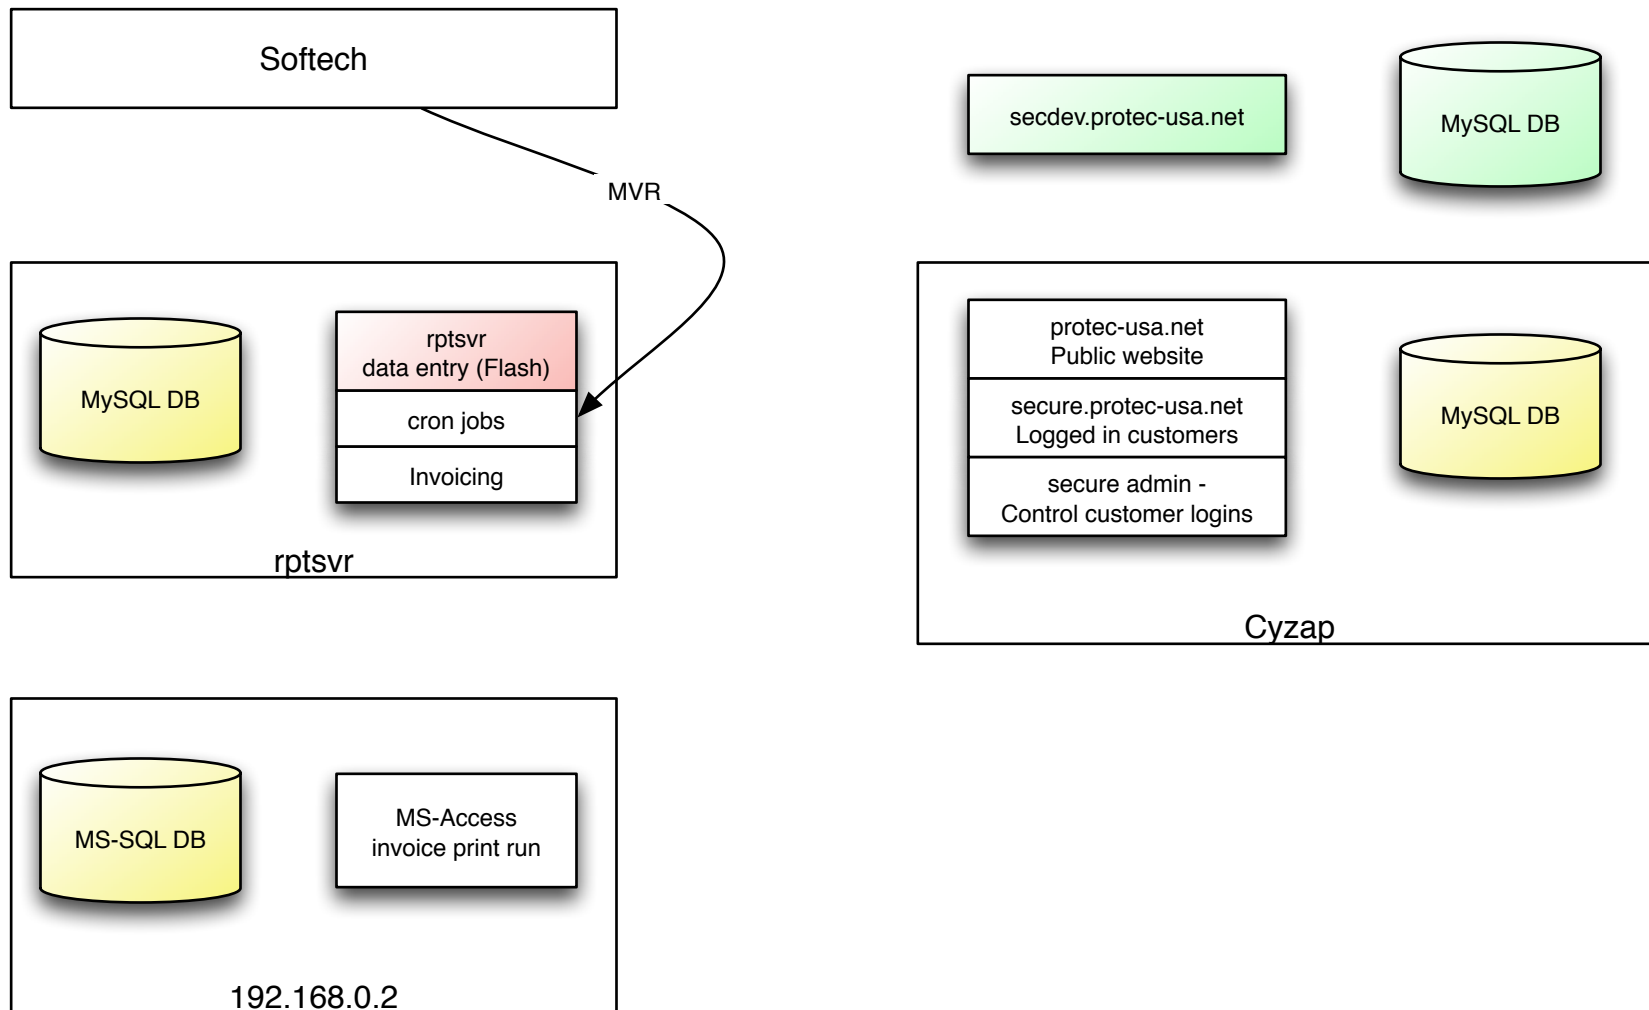 Softech
MVR
secdev.protec-usa.net
MySQL DB
MySQL DB
rptsvr
data entry (Flash)
cron jobs
Invoicing
rptsvr
protec-usa.net
Public website
secure.protec-usa.net
Logged in customers
secure admin -
Control customer logins
MySQL DB
Cyzap
MS-SQL DB
MS-Access
invoice print run
192.168.0.2